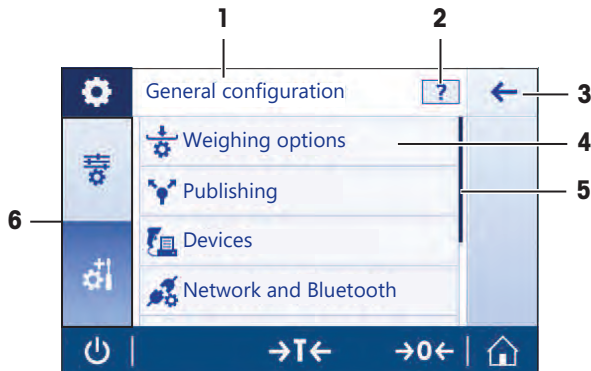 1 2
General configuration ? 3
Weighing options 4
Publishing 5
6
Devices
Network and Bluetooth
→T← →0←